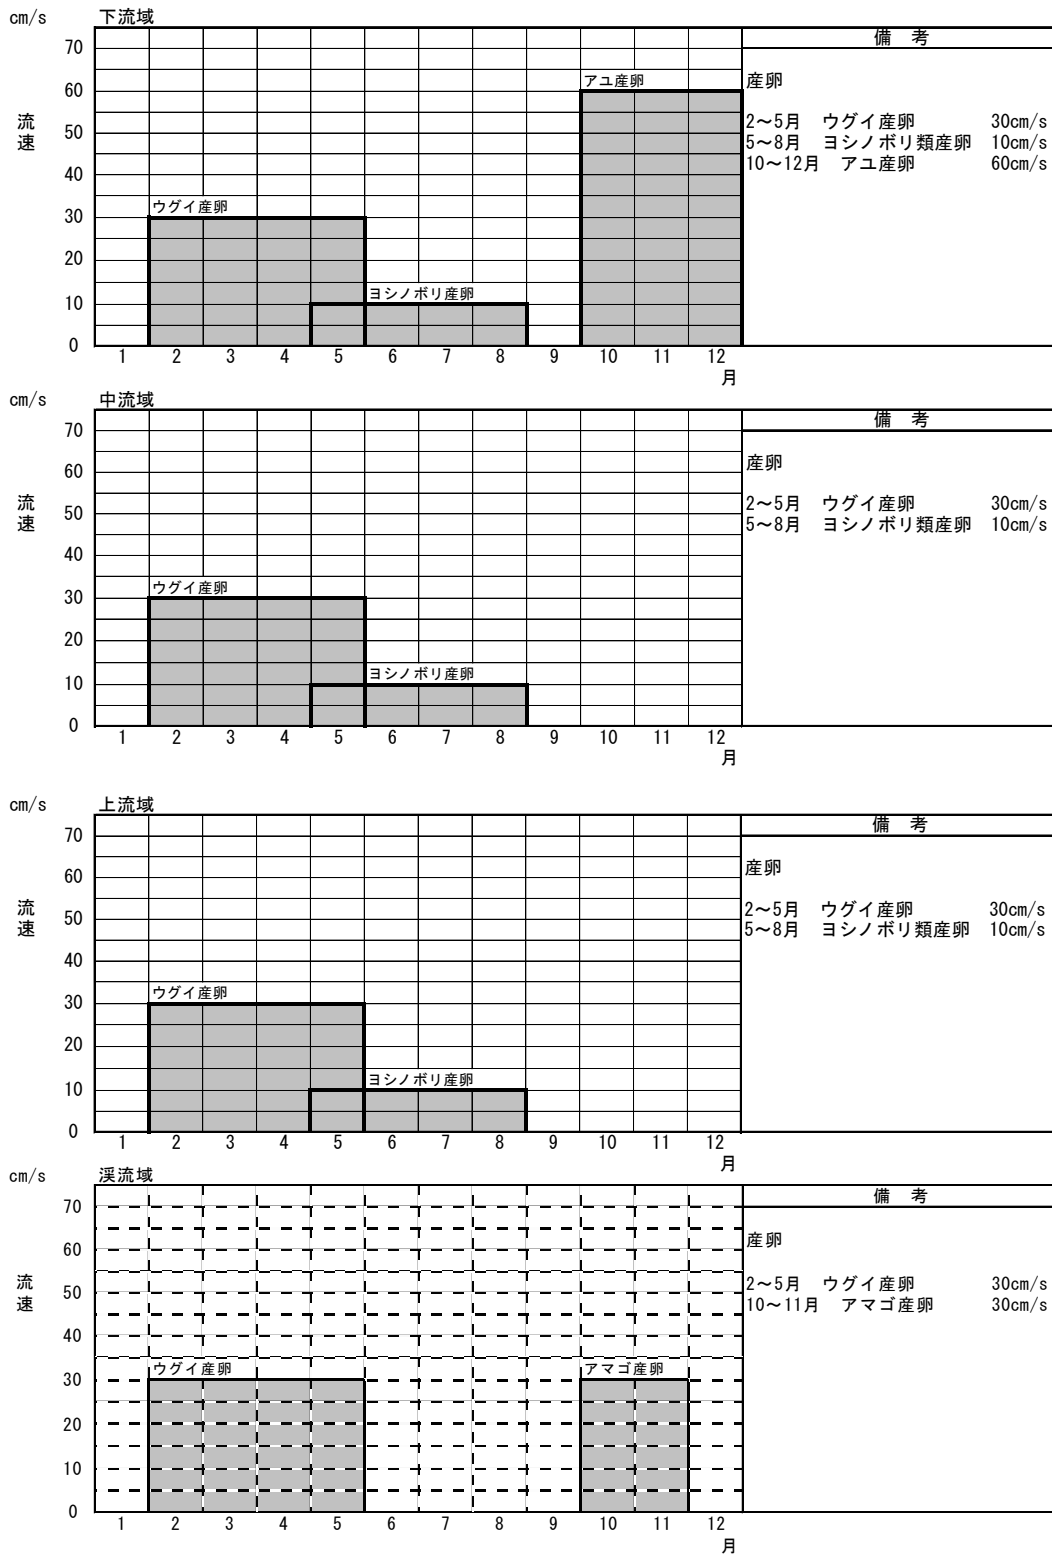 cm/s 下流域
備 考
70
60
50
40
30
20
10
0
流速
アユ産卵
ウグイ産卵
ヨシノボリ産卵
産卵
2～5月 ウグイ産卵 30cm/s
5～8月 ヨシノボリ類産卵 10cm/s
10～12月 アユ産卵 60cm/s
1 2 3 4 5 6 7 8 9 10 11 12
月
cm/s 中流域
備 考
70
60
50
40
30
20
10
0
流速
ウグイ産卵
ヨシノボリ産卵
産卵
2～5月 ウグイ産卵 30cm/s
5～8月 ヨシノボリ類産卵 10cm/s
1 2 3 4 5 6 7 8 9 10 11 12
月
cm/s 上流域
備 考
70
60
50
40
30
20
10
0
流速
ウグイ産卵
ヨシノボリ産卵
産卵
2～5月 ウグイ産卵 30cm/s
5～8月 ヨシノボリ類産卵 10cm/s
1 2 3 4 5 6 7 8 9 10 11 12
月
cm/s 渓流域
備 考
70
60
50
40
30
20
10
0
流速
ウグイ産卵
アマゴ産卵
産卵
2～5月 ウグイ産卵 30cm/s
10～11月 アマゴ産卵 30cm/s
1 2 3 4 5 6 7 8 9 10 11 12
月